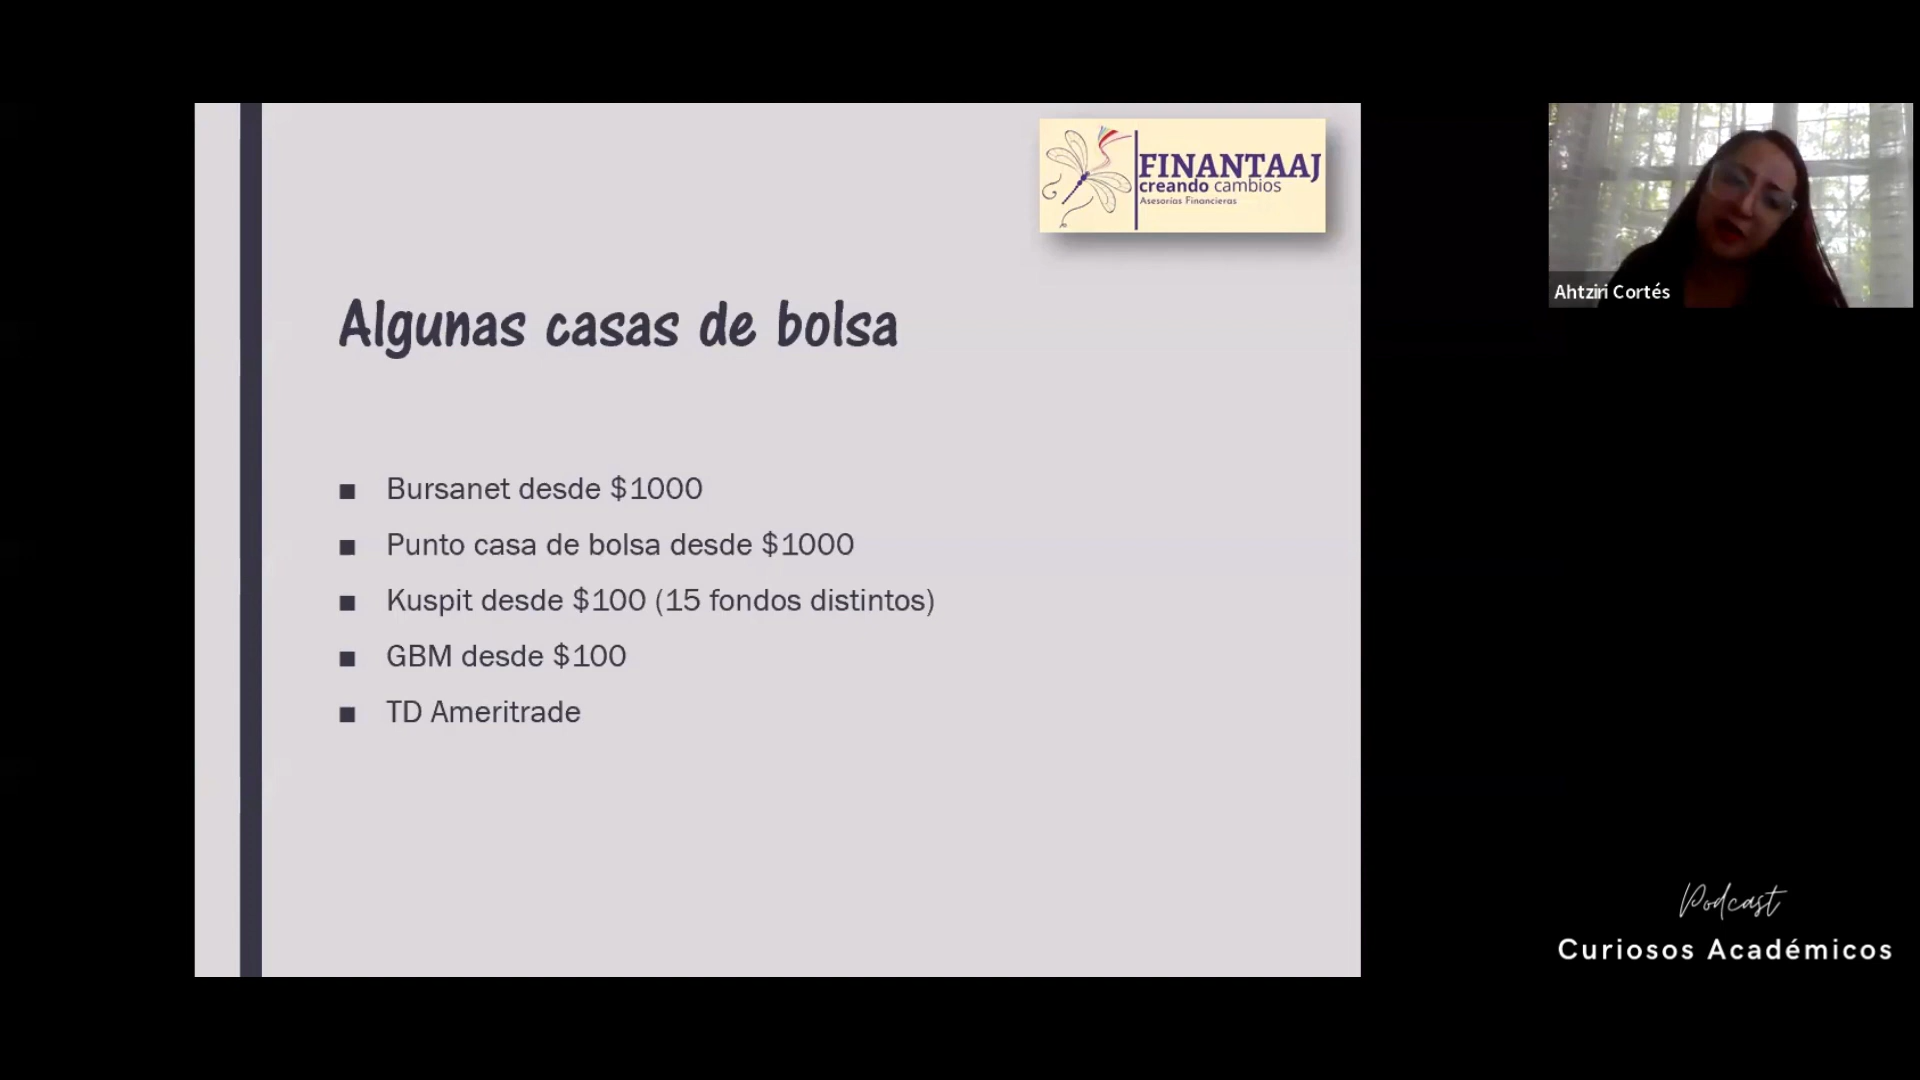 FINANTAAJ
creando cambios
Asesorías Financieras
Algunas casas de bolsa
■ Bursanet desde $1000
■ Punto casa de bolsa desde $1000
■ Kuspit desde $100 (15 fondos distintos)
■ GBM desde $100
■ TD Ameritrade
Ahtziri Cortés
Podcast
Curiosos Académicos